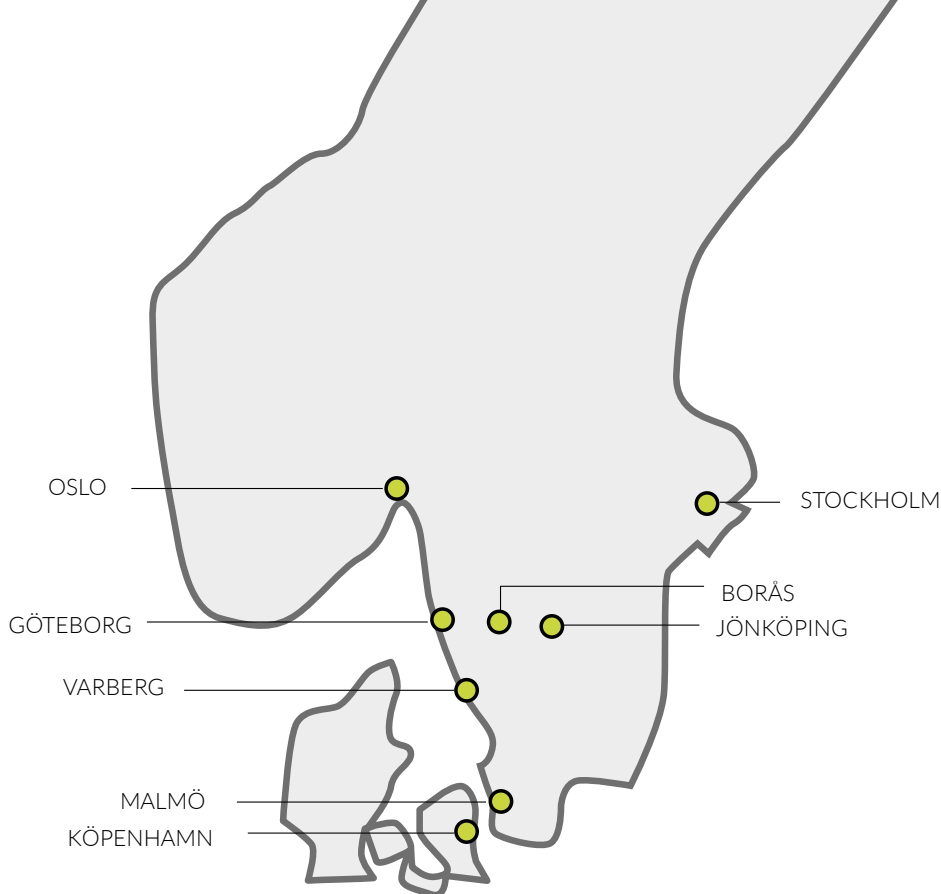 OSLO
STOCKHOLM
BORÅS
GÖTEBORG
JÖNKÖPING
VARBERG
MALMÖ
KÖPENHAMN